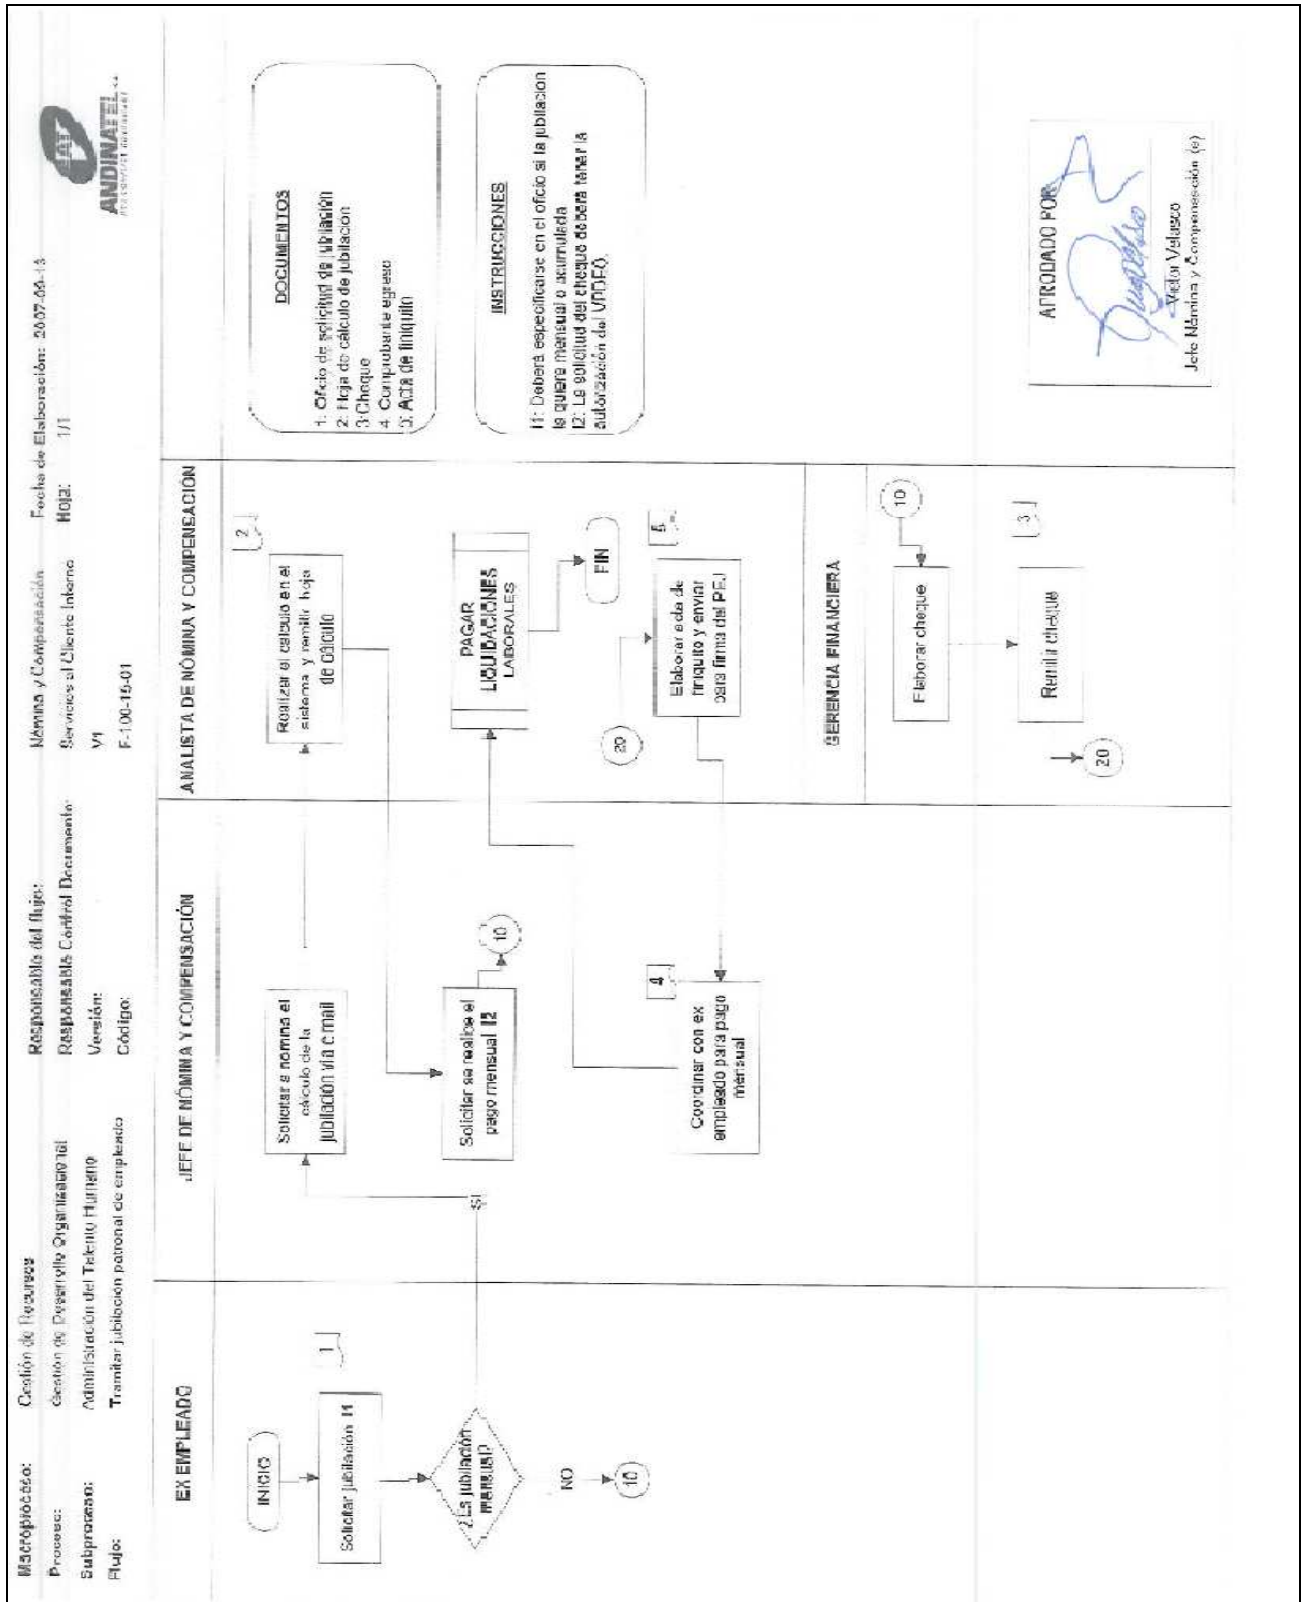 Macroproceso: Gestión de Recursos
Proceso: Gestión de Desarrollo Organizacional
Subproceso: Administración del Talento Humano
Flujo: Tramitar jubilación patronal de empleado
Responsable del flujo: Nómina y Compensación
Responsable Control Documento: Servicios al Cliente Interno
Versión: V1
Código: F-100-15-01
Fecha de Elaboración: 2007-09-13
Hoja: 1/1
ANDINATEL
EX EMPLEADO
INICIO
Solicitar jubilación I1
1
¿Es jubilación
mensual?
SI
NO
10
JEFE DE NÓMINA Y COMPENSACIÓN
Solicitar a nómina el
cálculo de la
jubilación vía e mail
Solicitar se realice el
pago mensual I2
10
4
Coordinar con ex
empleado para pago
mensual
ANALISTA DE NÓMINA Y COMPENSACIÓN
2
Realizar el cálculo en el
sistema y remitir hoja
de cálculo
PAGAR
LIQUIDACIONES
LABORALES
FIN
20
5
Elaborar acta de
finiquito y enviar
para firma del PEJ
GERENCIA FINANCIERA
10
Elaborar cheque
3
Remitir cheque
20
DOCUMENTOS
1: Oficio de solicitud de jubilación
2: Hoja de cálculo de jubilación
3:Cheque
4: Comprobante egreso
5: Acta de finiquito
INSTRUCCIONES
I1: Deberá especificarse en el oficio si la jubilación
la quiere mensual o acumulada
I2: La solicitud del cheque deberá tener la
autorización del VPDEO.
APROBADO POR:
Victor Velasco
Jefe Nómina y Compensación (e)